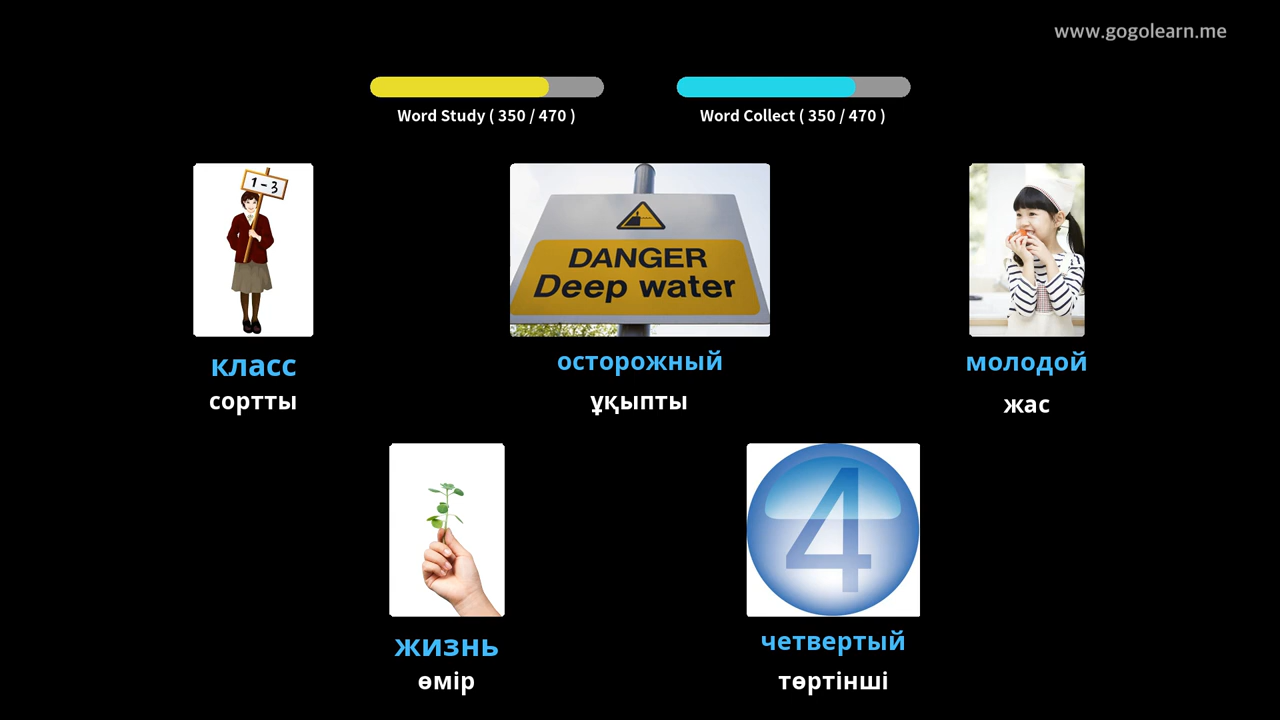 www.gogolearn.me
Word Study ( 350 / 470 )
Word Collect ( 350 / 470 )
1 - 3
DANGER
Deep water
класс
сортты
осторожный
ұқыпты
молодой
жас
4
жизнь
өмір
четвертый
төртінші